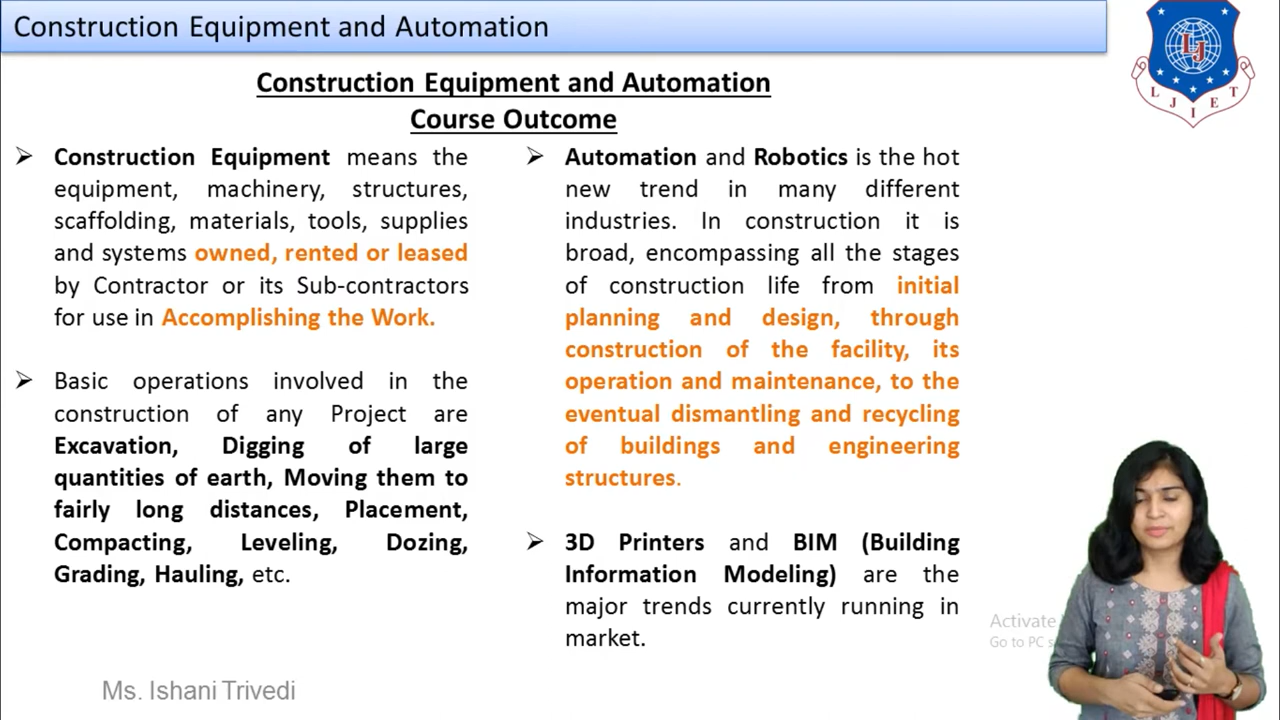 Construction Equipment and Automation
Construction Equipment and Automation
Course Outcome
➢ Construction Equipment means the
equipment, machinery, structures,
scaffolding, materials, tools, supplies
and systems owned, rented or leased
by Contractor or its Sub-contractors
for use in Accomplishing the Work.
➢ Basic operations involved in the
construction of any Project are
Excavation, Digging of large
quantities of earth, Moving them to
fairly long distances, Placement,
Compacting, Leveling, Dozing,
Grading, Hauling, etc.
➢ Automation and Robotics is the hot
new trend in many different
industries. In construction it is
broad, encompassing all the stages
of construction life from initial
planning and design, through
construction of the facility, its
operation and maintenance, to the
eventual dismantling and recycling
of buildings and engineering
structures.
➢ 3D Printers and BIM (Building
Information Modeling) are the
major trends currently running in
market.
LJ
L J I E T
Activate
Go to PC s
Ms. Ishani Trivedi